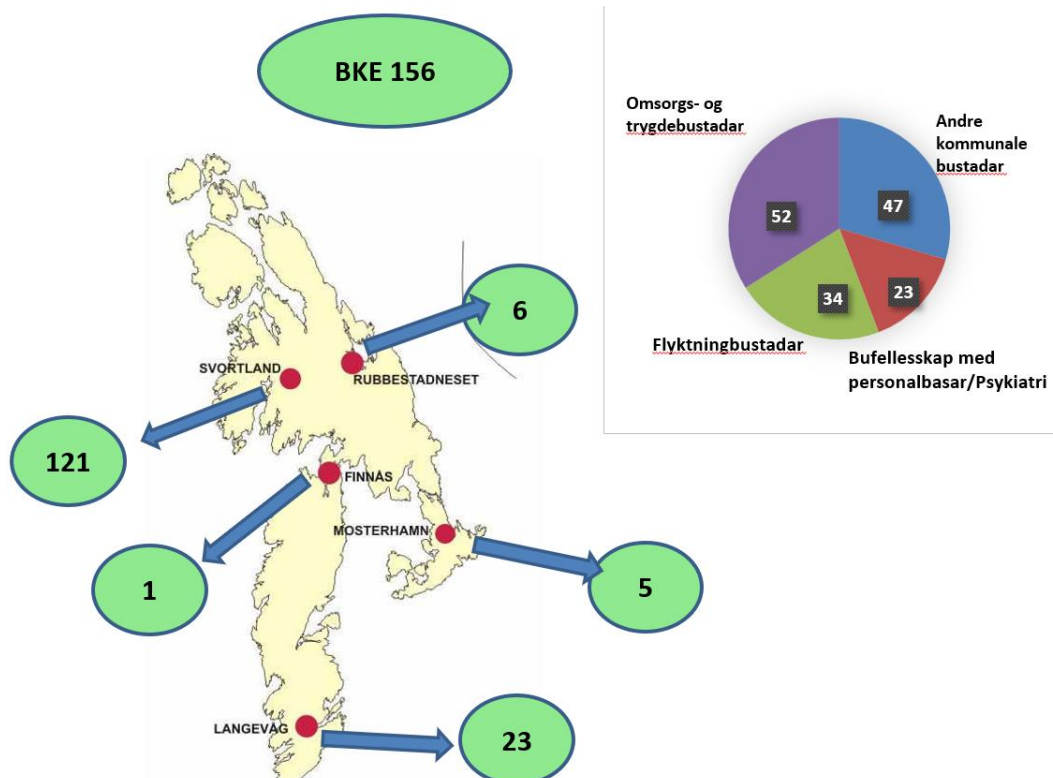 BKE 156
Omsorgs- og
trygdebustadar
Andre
kommunale
bustadar
52
47
34
23
Flyktningbustadar
Bufellesskap med
personalbasar/Psykiatri
6
SVORTLAND
RUBBESTADNESET
121
FINNÅS
MOSTERHAMN
1
5
LANGEVÅG
23